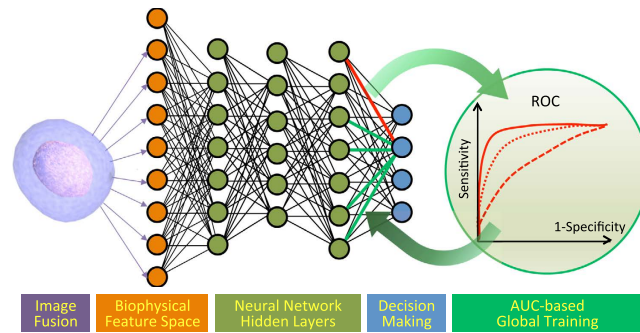 ROC
Sensitivity
1-Specificity
Image
Fusion
Biophysical
Feature Space
Neural Network
Hidden Layers
Decision
Making
AUC-based
Global Training